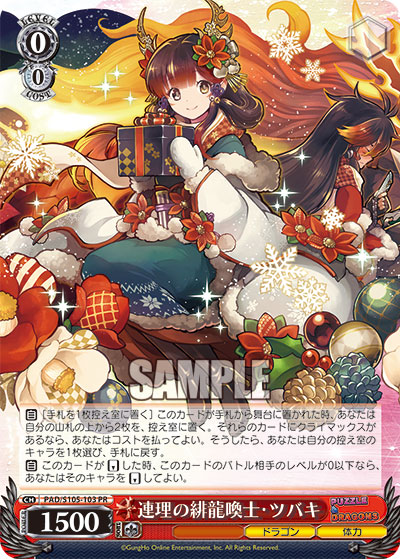 LEVEL
0
0
COST
N
SAMPLE
自［手札を1枚控え室に置く］このカードが手札から舞台に置かれた時、あなたは
自分の山札の上から2枚を、控え室に置く。それらのカードにクライマックスが
あるなら、あなたはコストを払ってよい。そうしたら、あなたは自分の控え室の
キャラを1枚選び、手札に戻す。
自 このカードが した時、このカードのバトル相手のレベルが0以下なら、
あなたはそのキャラを してよい。
CH PAD/S105-103 PR
1500
連理の緋龍喚士・ツバキ
PUZZLE & DRAGONS
ドラゴン
体力
©GungHo Online Entertainment, Inc. All Rights Reserved.